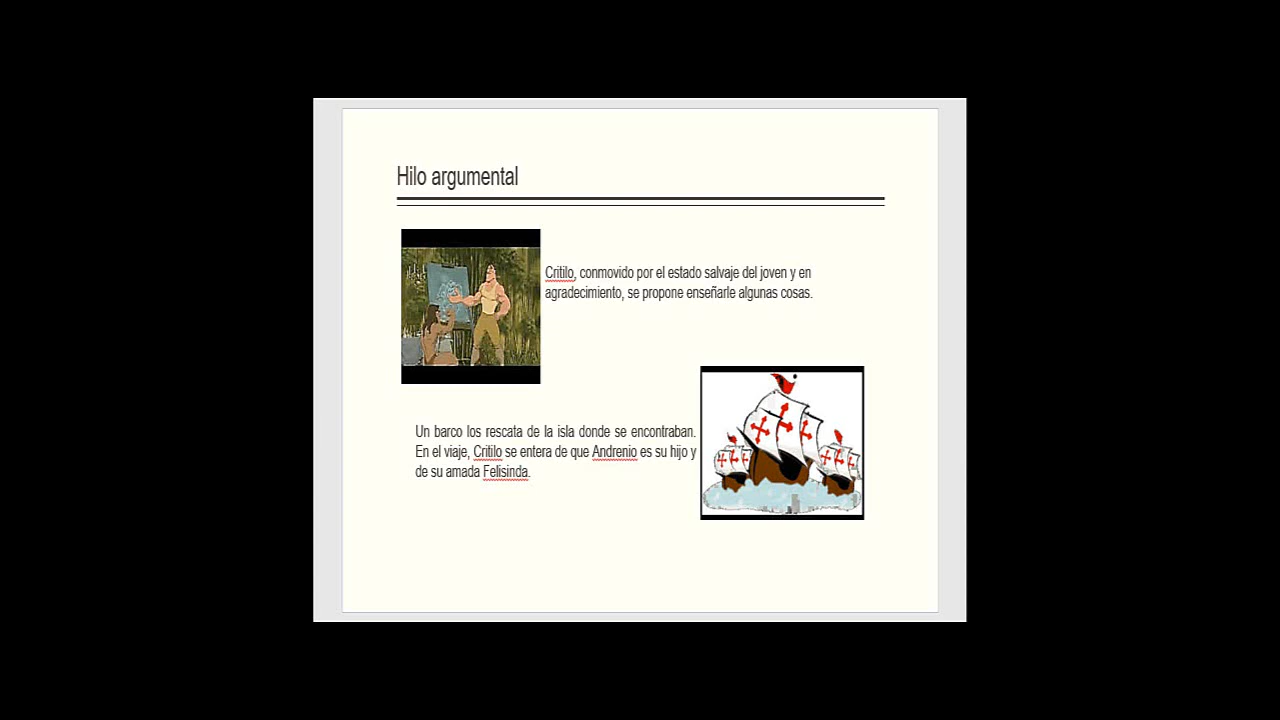 Hilo argumental
Critilo, conmovido por el estado salvaje del joven y en
agradecimiento, se propone enseñarle algunas cosas.
Un barco los rescata de la isla donde se encontraban.
En el viaje, Critilo se entera de que Andrenio es su hijo y
de su amada Felisinda.